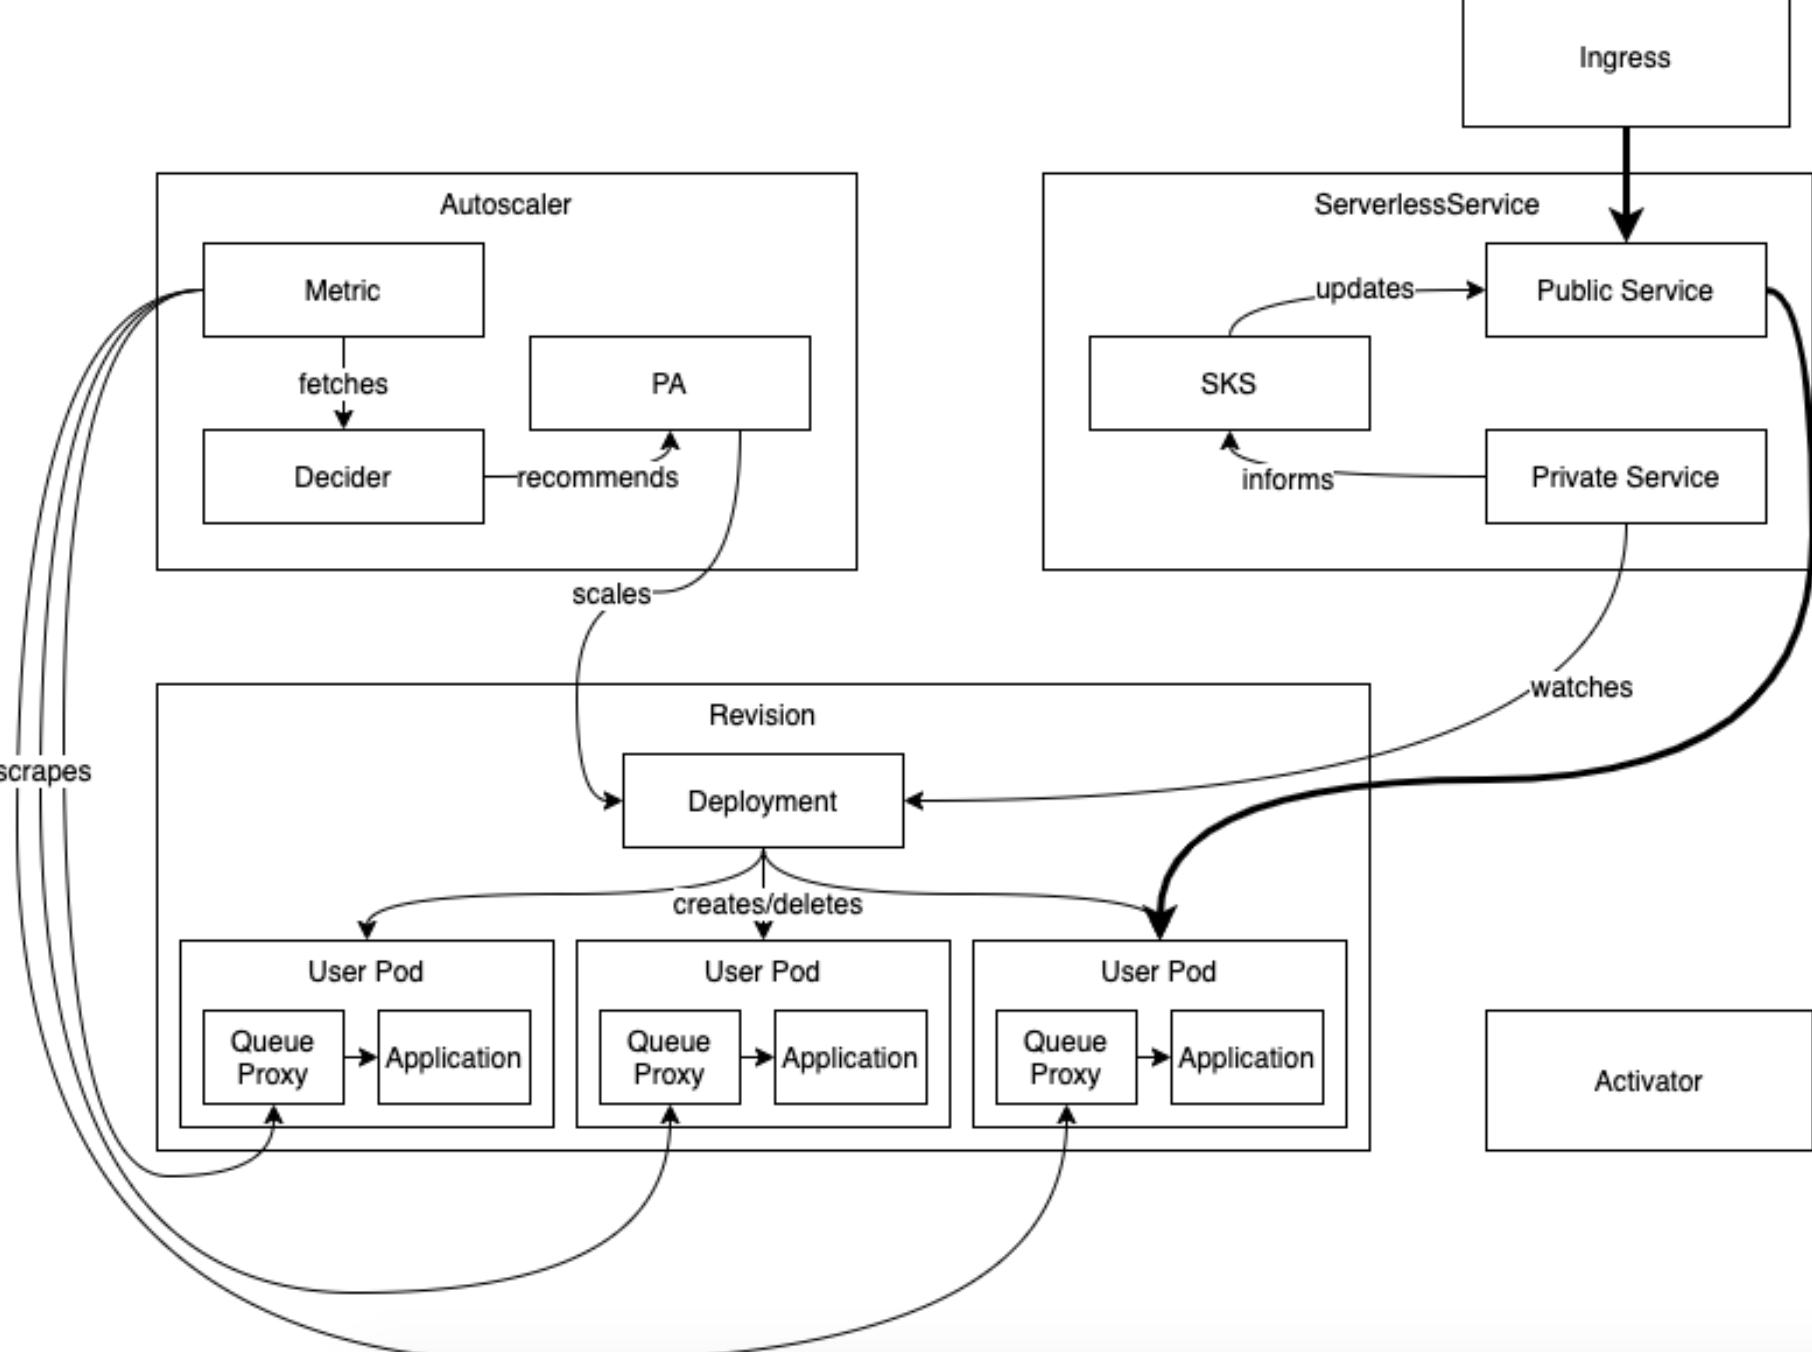 Ingress
Autoscaler
ServerlessService
Metric
updates
Public Service
fetches
PA
SKS
Decider
recommends
informs
Private Service
scales
watches
Revision
scrapes
Deployment
creates/deletes
User Pod
User Pod
User Pod
Queue
Proxy
Application
Queue
Proxy
Application
Queue
Proxy
Application
Activator